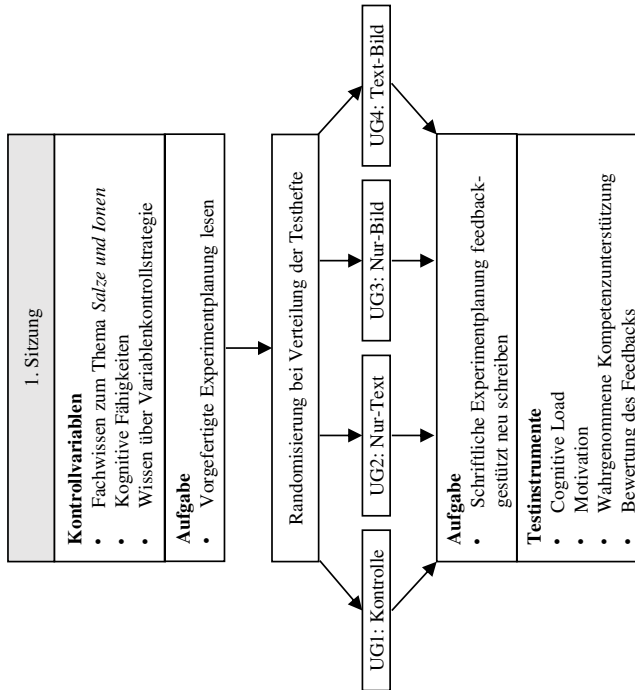 1. Sitzung
Kontrollvariablen
• Fachwissen zum Thema Salze und Ionen
• Kognitive Fähigkeiten
• Wissen über Variablenkontrollstrategie
Aufgabe
• Vorgefertigte Experimentplanung lesen
Randomisierung bei Verteilung der Testhefte
UG1: Kontrolle
UG2: Nur-Text
UG3: Nur-Bild
UG4: Text-Bild
Aufgabe
• Schriftliche Experimentplanung feedback-
gestützt neu schreiben
Testinstrumente
• Cognitive Load
• Motivation
• Wahrgenommene Kompetenzunterstützung
• Bewertung des Feedbacks